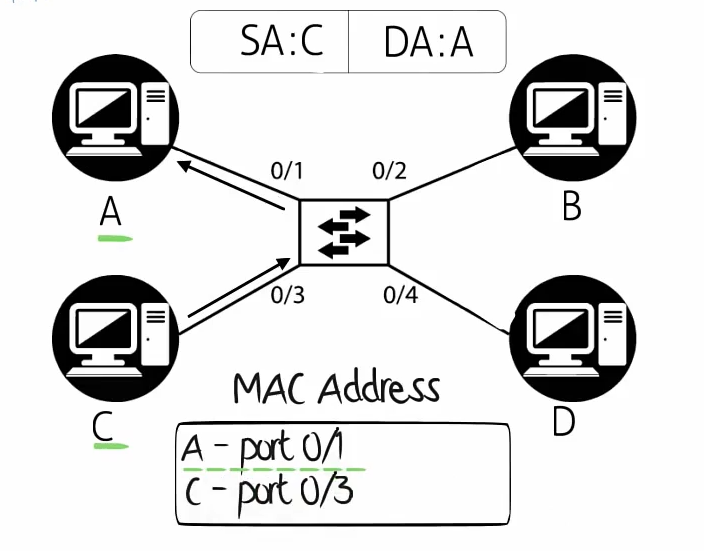 SA:C DA:A
0/1 0/2
A B
0/3 0/4
C D
MAC Address
A - port 0/1
C - port 0/3